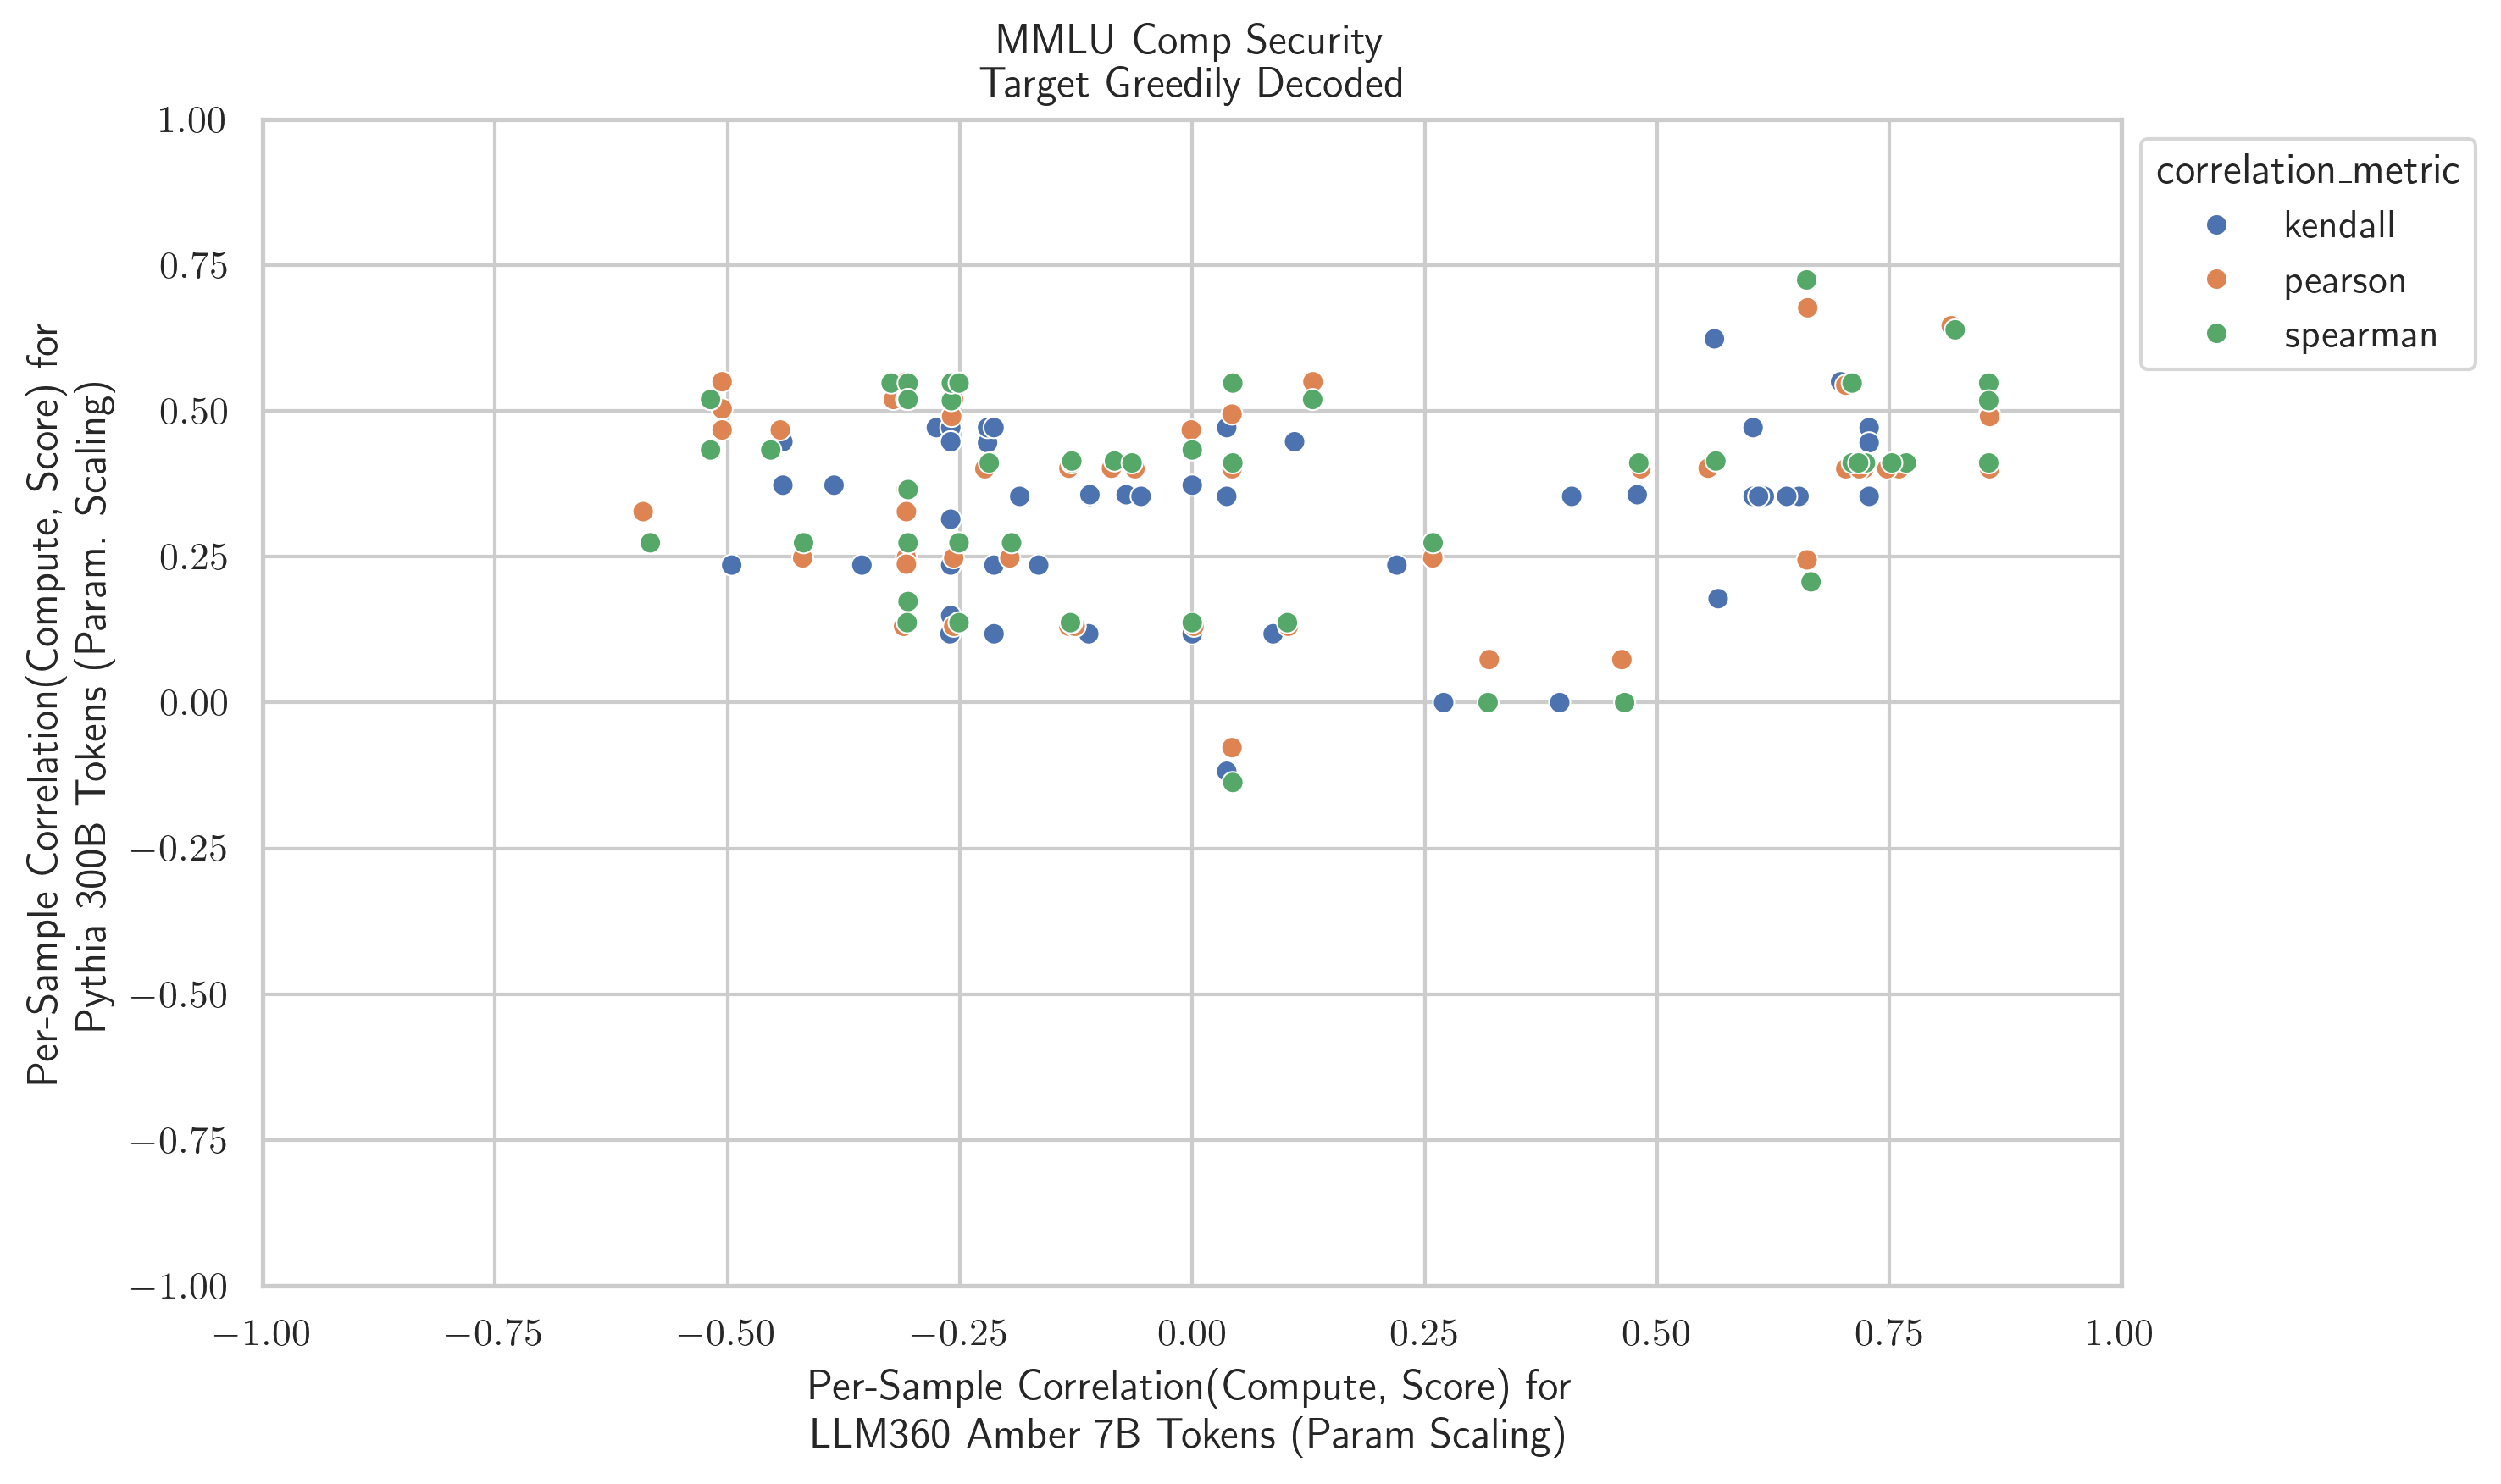 MMLU Comp Security
Target Greedily Decoded
Per-Sample Correlation(Compute, Score) for
Pythia 300B Tokens (Param. Scaling)
1.00
0.75
0.50
0.25
0.00
−0.25
−0.50
−0.75
−1.00
−1.00
−0.75
−0.50
−0.25
0.00
0.25
0.50
0.75
1.00
Per-Sample Correlation(Compute, Score) for
LLM360 Amber 7B Tokens (Param Scaling)
correlation_metric
kendall
pearson
spearman